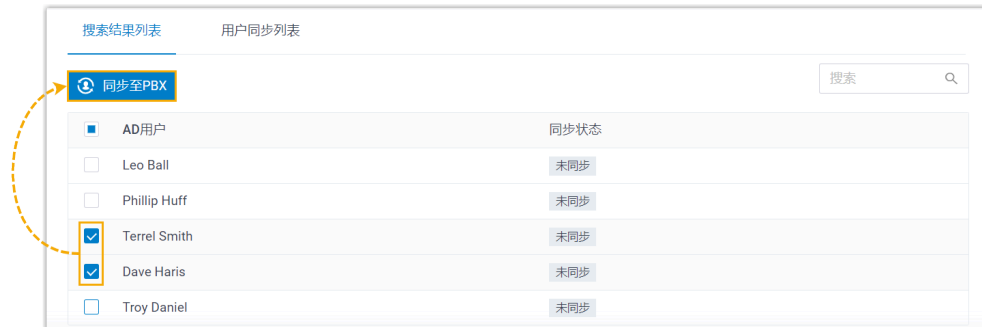 搜索结果列表 用户同步列表
同步至PBX 搜索
AD用户 同步状态
Leo Ball 未同步
Phillip Huff 未同步
Terrel Smith 未同步
Dave Haris 未同步
Troy Daniel 未同步